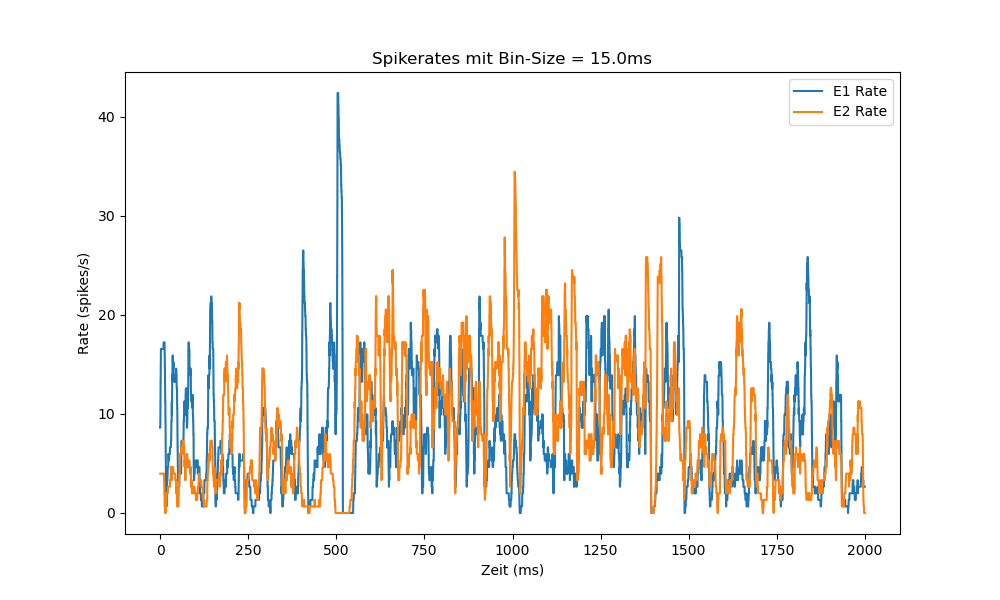 Spikerates mit Bin-Size = 15.0ms
E1 Rate
E2 Rate
40
30
20
10
0
Rate (spikes/s)
0 250 500 750 1000 1250 1500 1750 2000
Zeit (ms)